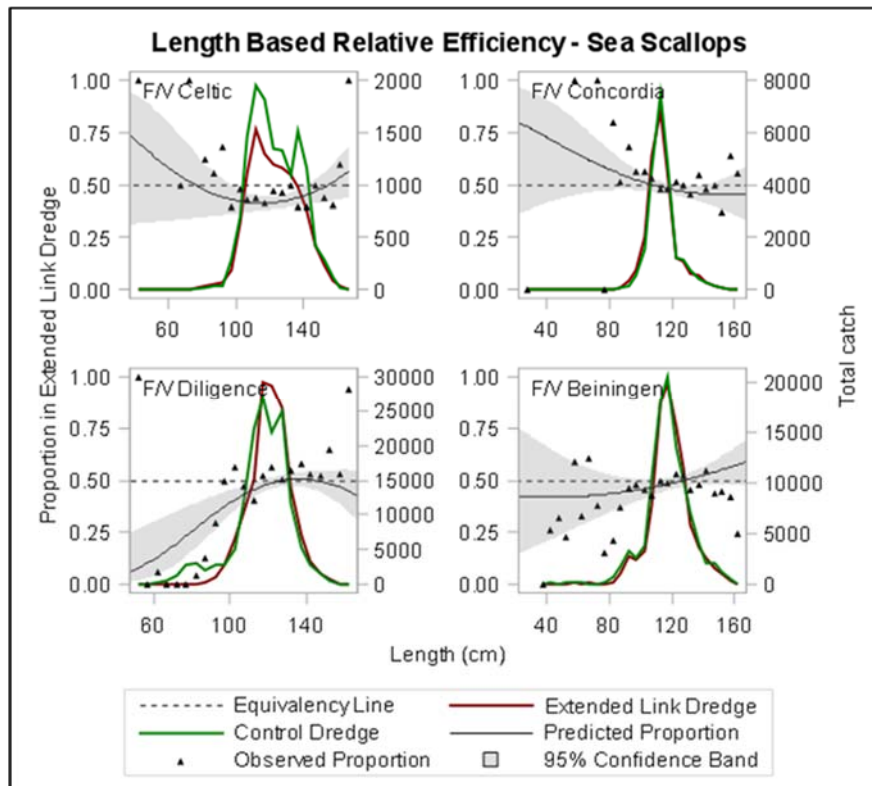 Length Based Relative Efficiency - Sea Scallops
F/V Celtic
1.00
0.75
0.50
0.25
0.00
2000
1500
1000
500
0
60 100 140
F/V Concordia
1.00
0.75
0.50
0.25
0.00
8000
6000
4000
2000
0
40 80 120 160
F/V Diligence
1.00
0.75
0.50
0.25
0.00
30000
25000
20000
15000
10000
5000
0
60 100 140
F/V Beiningen
1.00
0.75
0.50
0.25
0.00
20000
15000
10000
5000
0
40 80 120 160
Proportion in Extended Link Dredge
Total catch
Length (cm)
Equivalency Line
Extended Link Dredge
Control Dredge
Predicted Proportion
Observed Proportion
95% Confidence Band